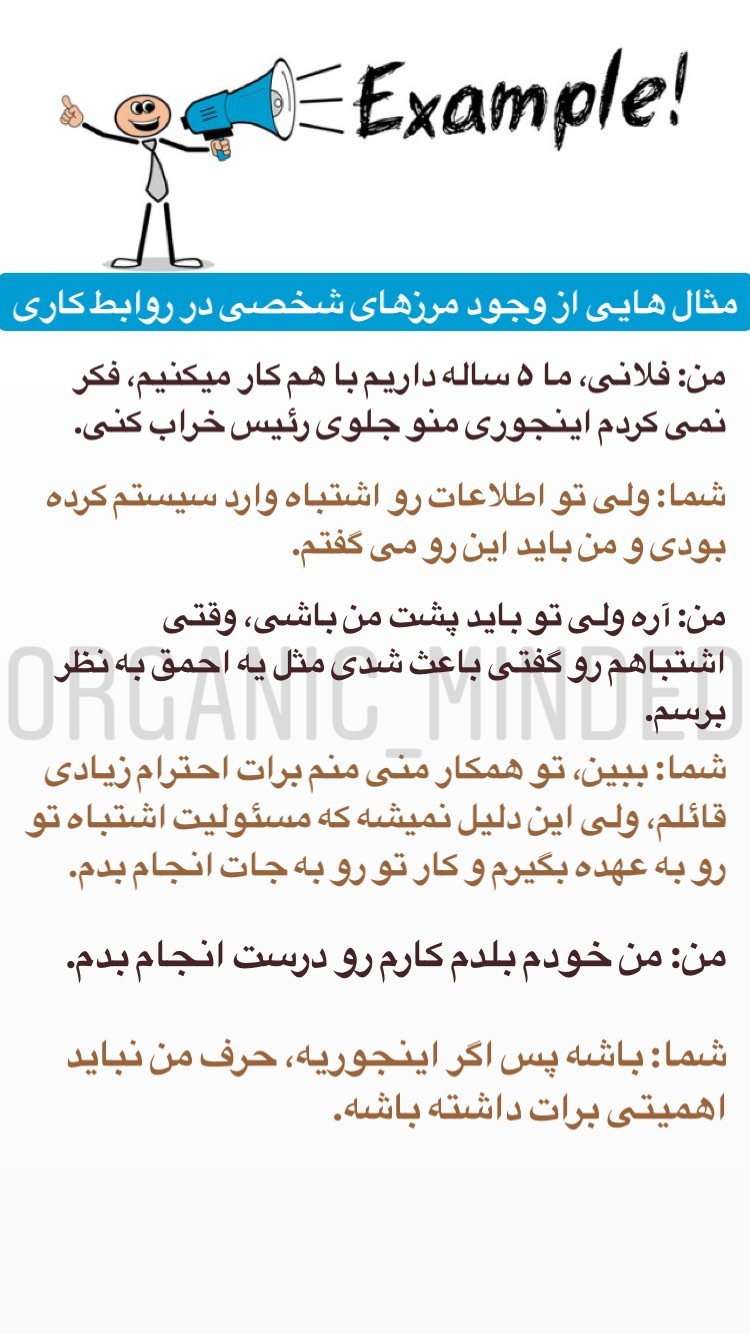 Example!
مثال هایی از وجود مرزهای شخصی در روابط کاری
من: فلانی، ما ۵ ساله داریم با هم کار میکنیم، فکر
نمی کردم اینجوری منو جلوی رئیس خراب کنی.
شما: ولی تو اطلاعات رو اشتباه وارد سیستم کرده
بودی و من باید این رو می گفتم.
من: آره ولی تو باید پشت من باشی، وقتی
اشتباهم رو گفتی باعث شدی مثل یه احمق به نظر
برسم.
ORGANIC_MINDED
شما: ببین، تو همکار منی منم برات احترام زیادی
قائلم، ولی این دلیل نمیشه که مسئولیت اشتباه تو
رو به عهده بگیرم و کار تو رو به جات انجام بدم.
من: من خودم بلدم کارم رو درست انجام بدم.
شما: باشه پس اگر اینجوریه، حرف من نباید
اهمیتی برات داشته باشه.